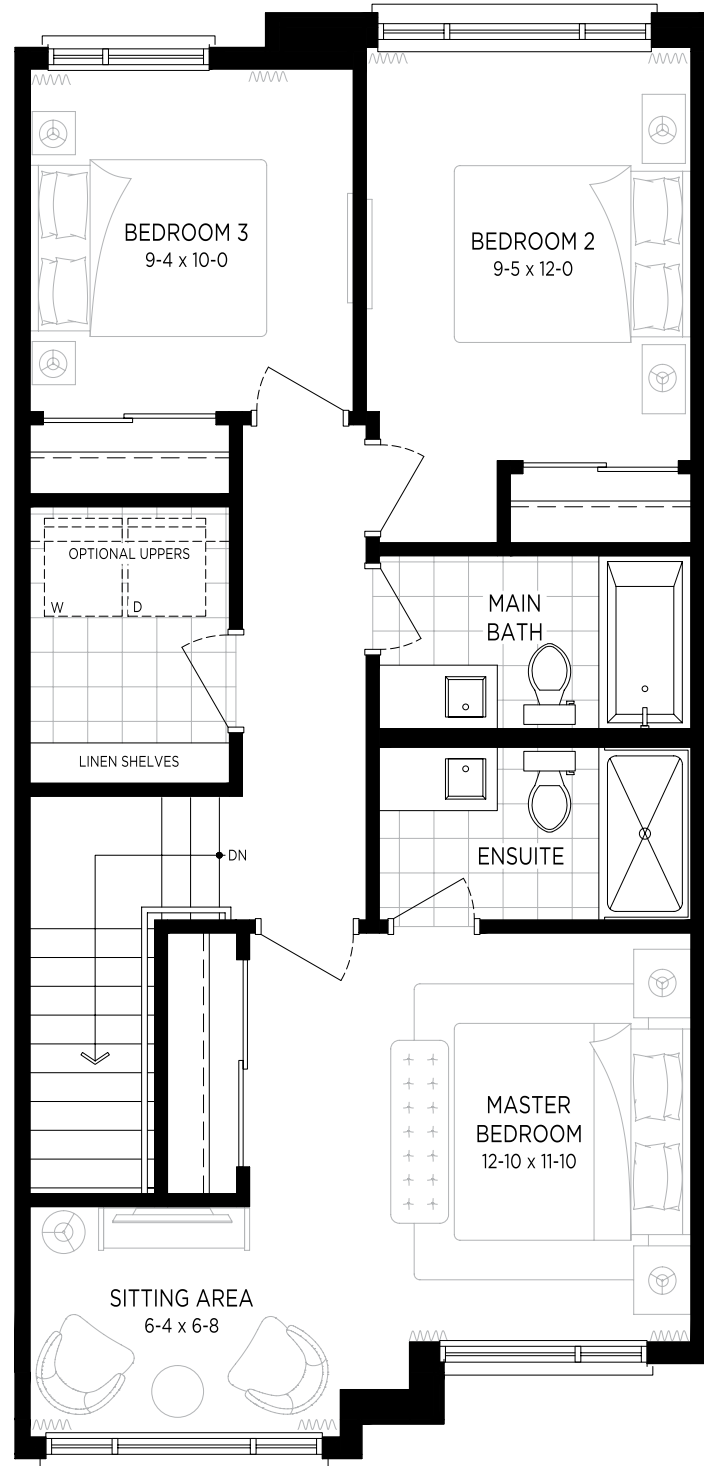 BEDROOM 3
9-4 x 10-0
BEDROOM 2
9-5 x 12-0
OPTIONAL UPPERS
W
D
MAIN
BATH
LINEN SHELVES
DN
ENSUITE
MASTER
BEDROOM
12-10 x 11-10
SITTING AREA
6-4 x 6-8